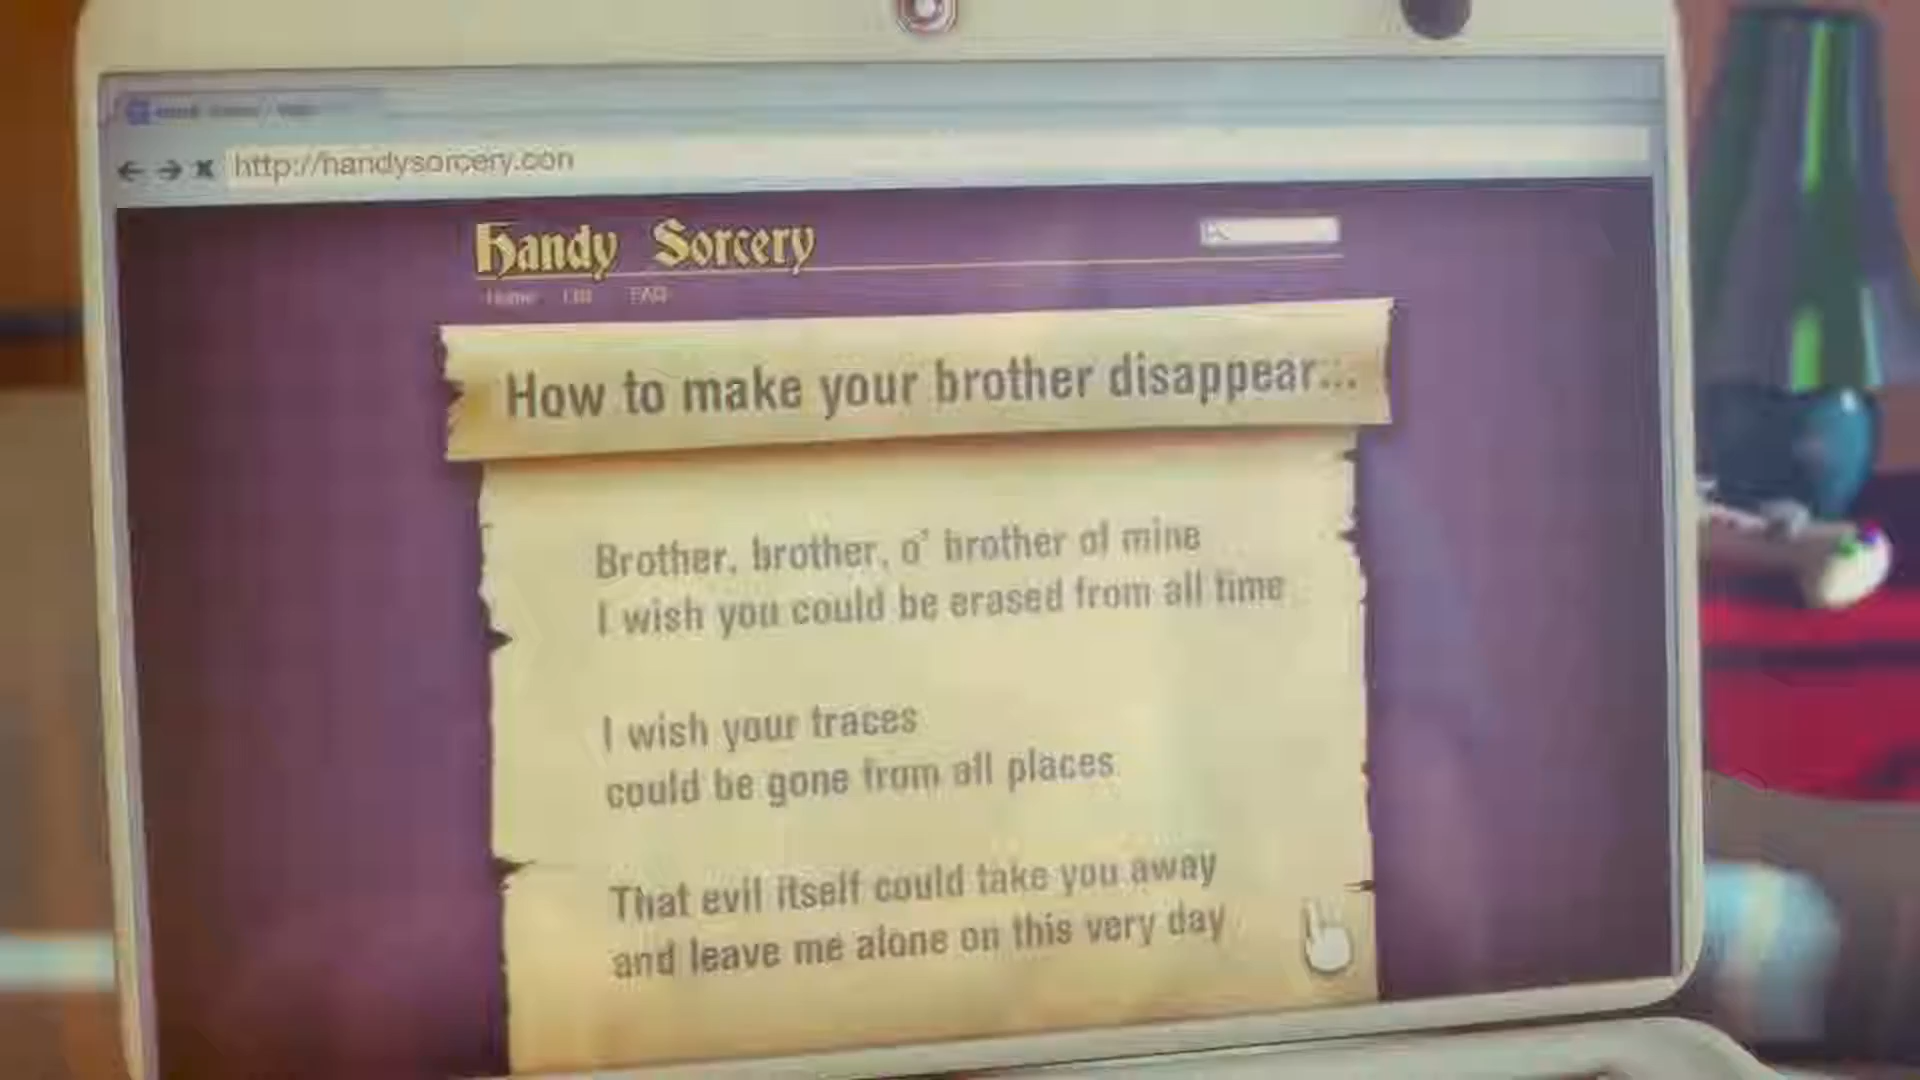 http://handysorcery.con
Handy Sorcery
Home
FAQ
How to make your brother disappear...
Brother, brother, o' brother of mine
I wish you could be erased from all time
I wish your traces
could be gone from all places
That evil itself could take you away
and leave me alone on this very day